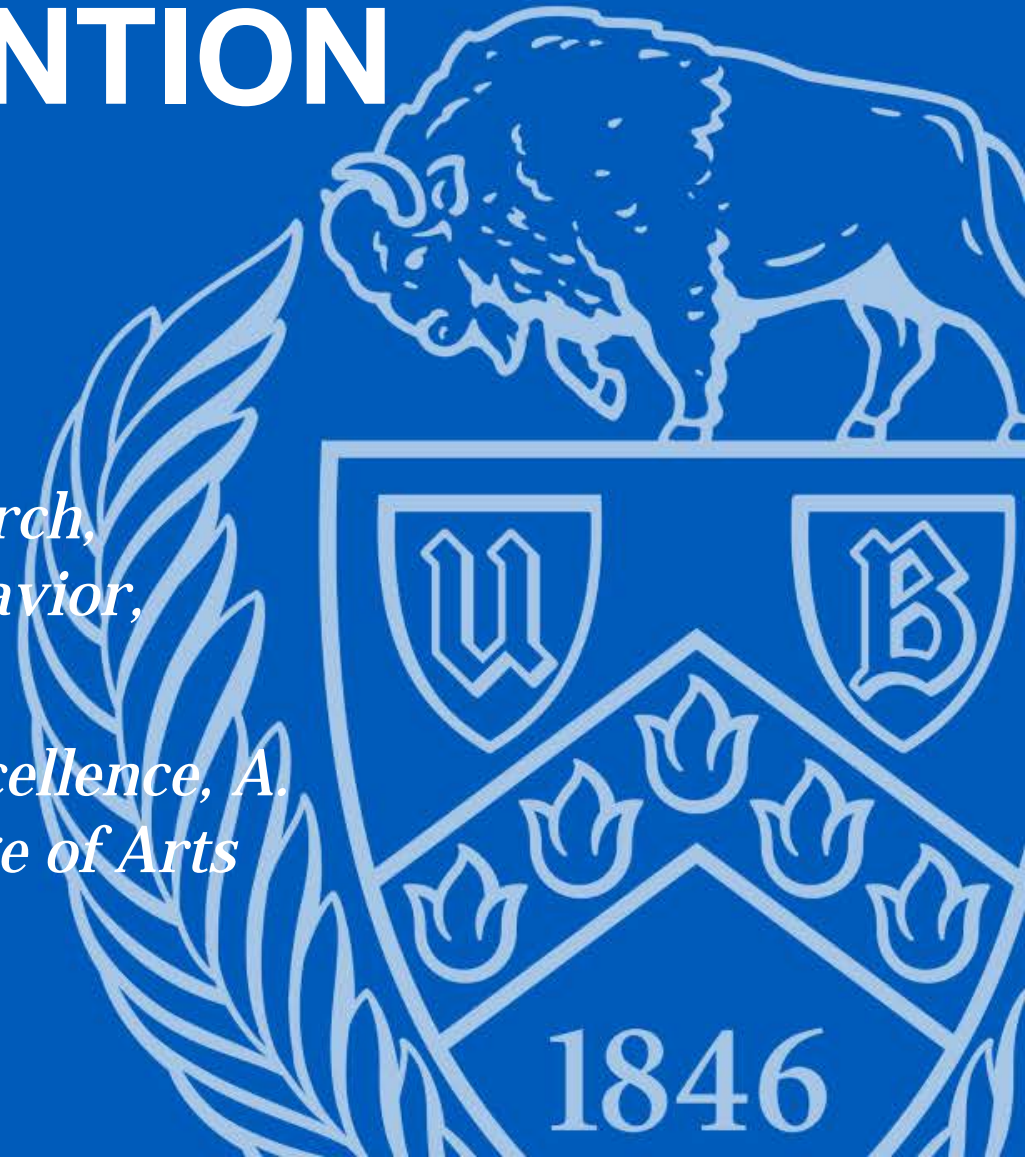 NTION
rch,
avior,
cellence, A.
e of Arts
U B
1846